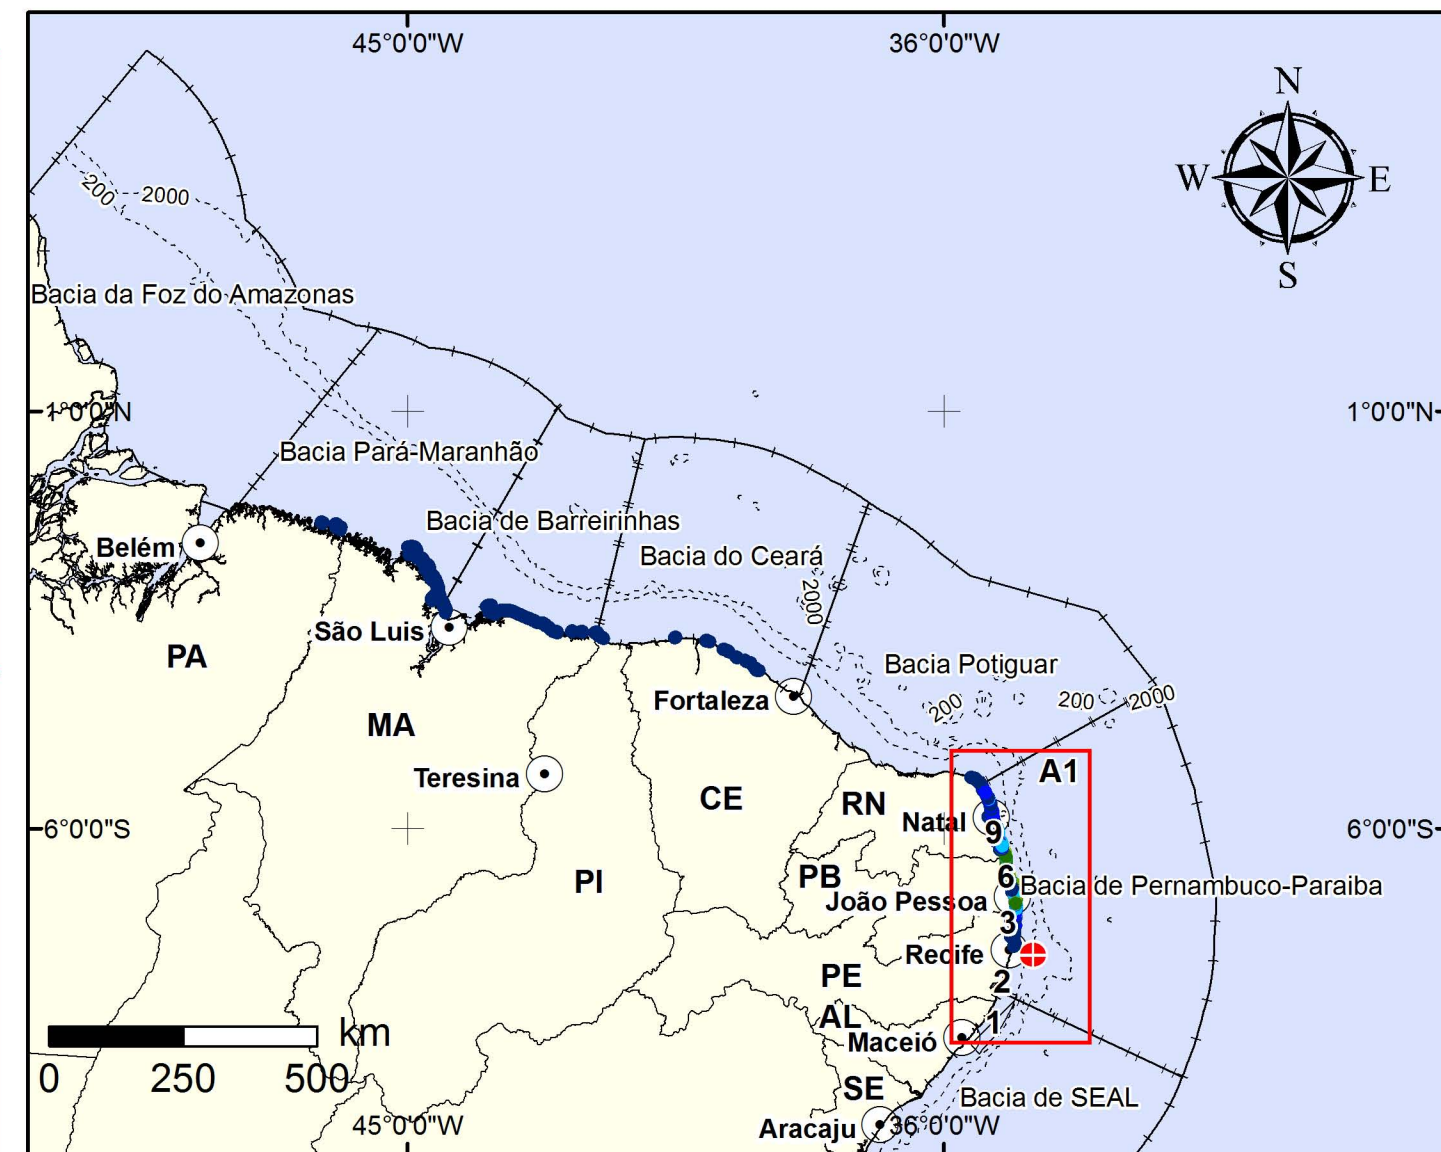 45°0'0"W
36°0'0"W
N
W
E
S
200
2000
Bacia da Foz do Amazonas
1°0'0"N
1°0'0"N
Bacia Pará-Maranhão
Bacia de Barreirinhas
Belém
Bacia do Ceará
2000
São Luis
PA
Bacia Potiguar
Fortaleza
200
200
2000
MA
Teresina
A1
CE
RN
Natal
9
6°0'0"S
6°0'0"S
PI
PB
6
Bacia de Pernambuco-Paraiba
João Pessoa
3
Recife
PE
2
AL
1
Maceió
km
0
250
500
SE
Bacia de SEAL
45°0'0"W
Aracaju
36°0'0"W